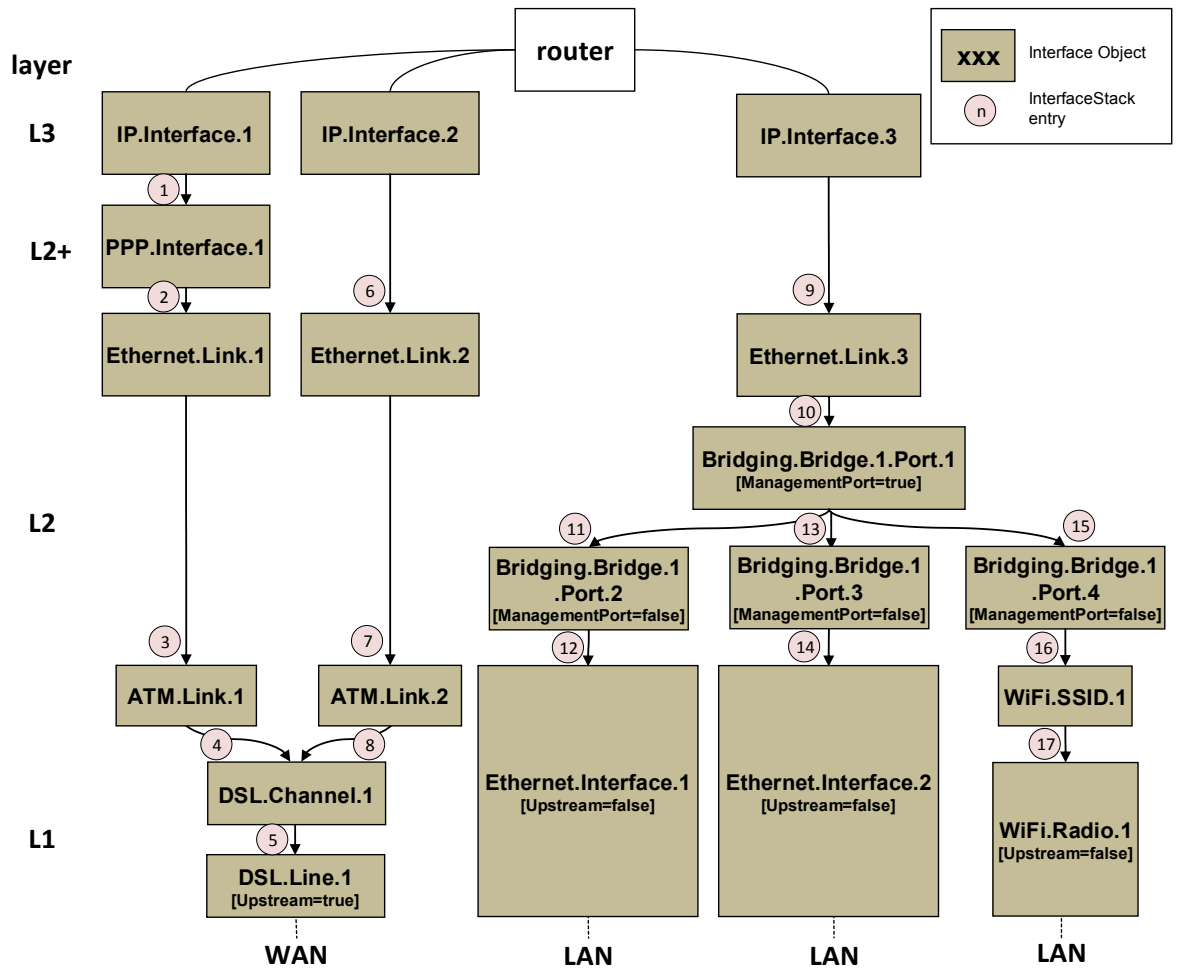 router
xxx
Interface Object
n
InterfaceStack
entry
layer
L3
IP.Interface.1
IP.Interface.2
IP.Interface.3
1
L2+
PPP.Interface.1
2
6
9
Ethernet.Link.1
Ethernet.Link.2
Ethernet.Link.3
10
Bridging.Bridge.1.Port.1
[ManagementPort=true]
L2
11
13
15
Bridging.Bridge.1
.Port.2
[ManagementPort=false]
Bridging.Bridge.1
.Port.3
[ManagementPort=false]
Bridging.Bridge.1
.Port.4
[ManagementPort=false]
3
7
12
14
16
ATM.Link.1
ATM.Link.2
WiFi.SSID.1
4
8
17
DSL.Channel.1
Ethernet.Interface.1
[Upstream=false]
Ethernet.Interface.2
[Upstream=false]
L1
5
WiFi.Radio.1
[Upstream=false]
DSL.Line.1
[Upstream=true]
WAN
LAN
LAN
LAN